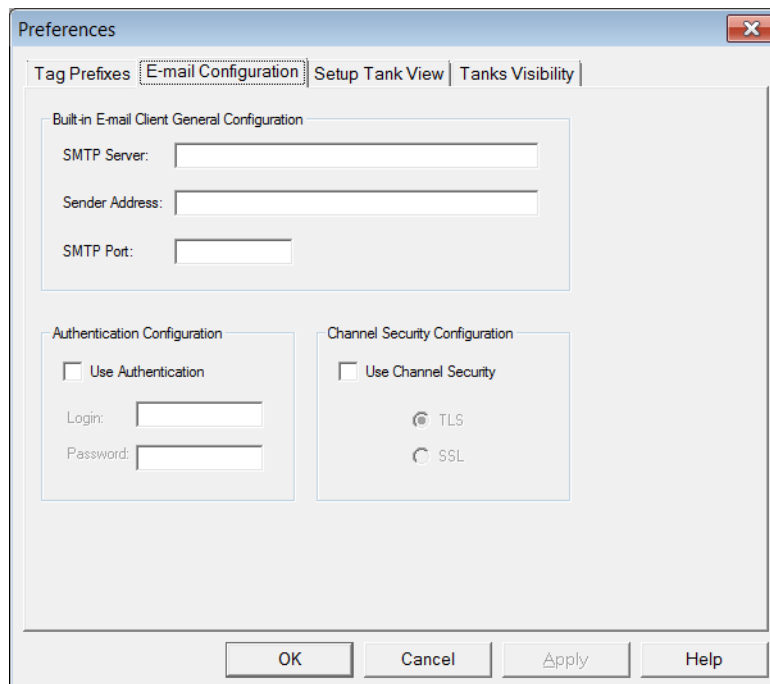 Preferences
Tag Prefixes E-mail Configuration Setup Tank View Tanks Visibility
Built-in E-mail Client General Configuration
SMTP Server:
Sender Address:
SMTP Port:
Authentication Configuration
Use Authentication
Login:
Password:
Channel Security Configuration
Use Channel Security
TLS
SSL
OK Cancel Apply Help